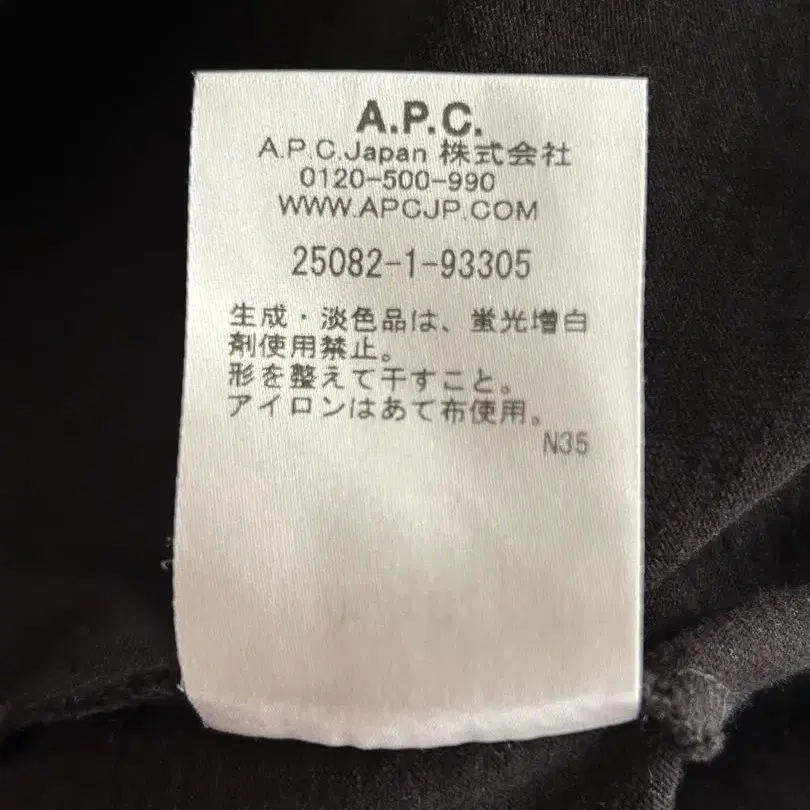 A.P.C.
A.P.C.Japan 株式会社
0120-500-990
WWW.APCJP.COM
25082-1-93305
生成・淡色品は、蛍光増白
剤使用禁止。
形を整えて干すこと。
アイロンはあて布使用。
N35